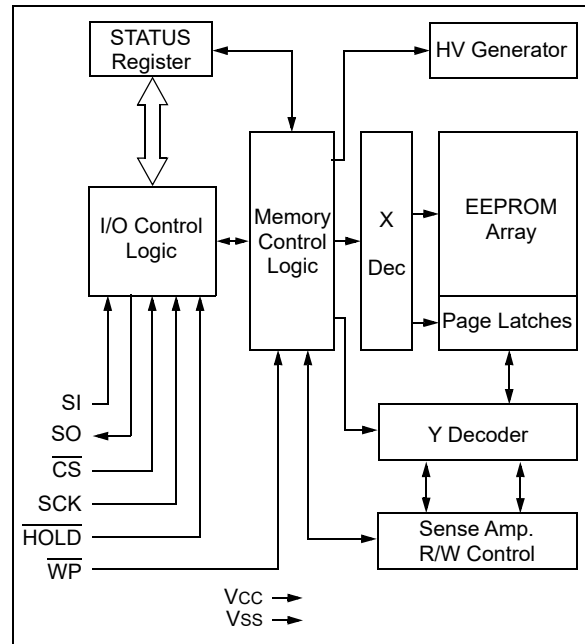 STATUS
Register
HV Generator
I/O Control
Logic
Memory
Control
Logic
X
Dec
EEPROM
Array
Page Latches
SI
SO
CS
SCK
HOLD
WP
Y Decoder
Sense Amp.
R/W Control
VCC
VSS